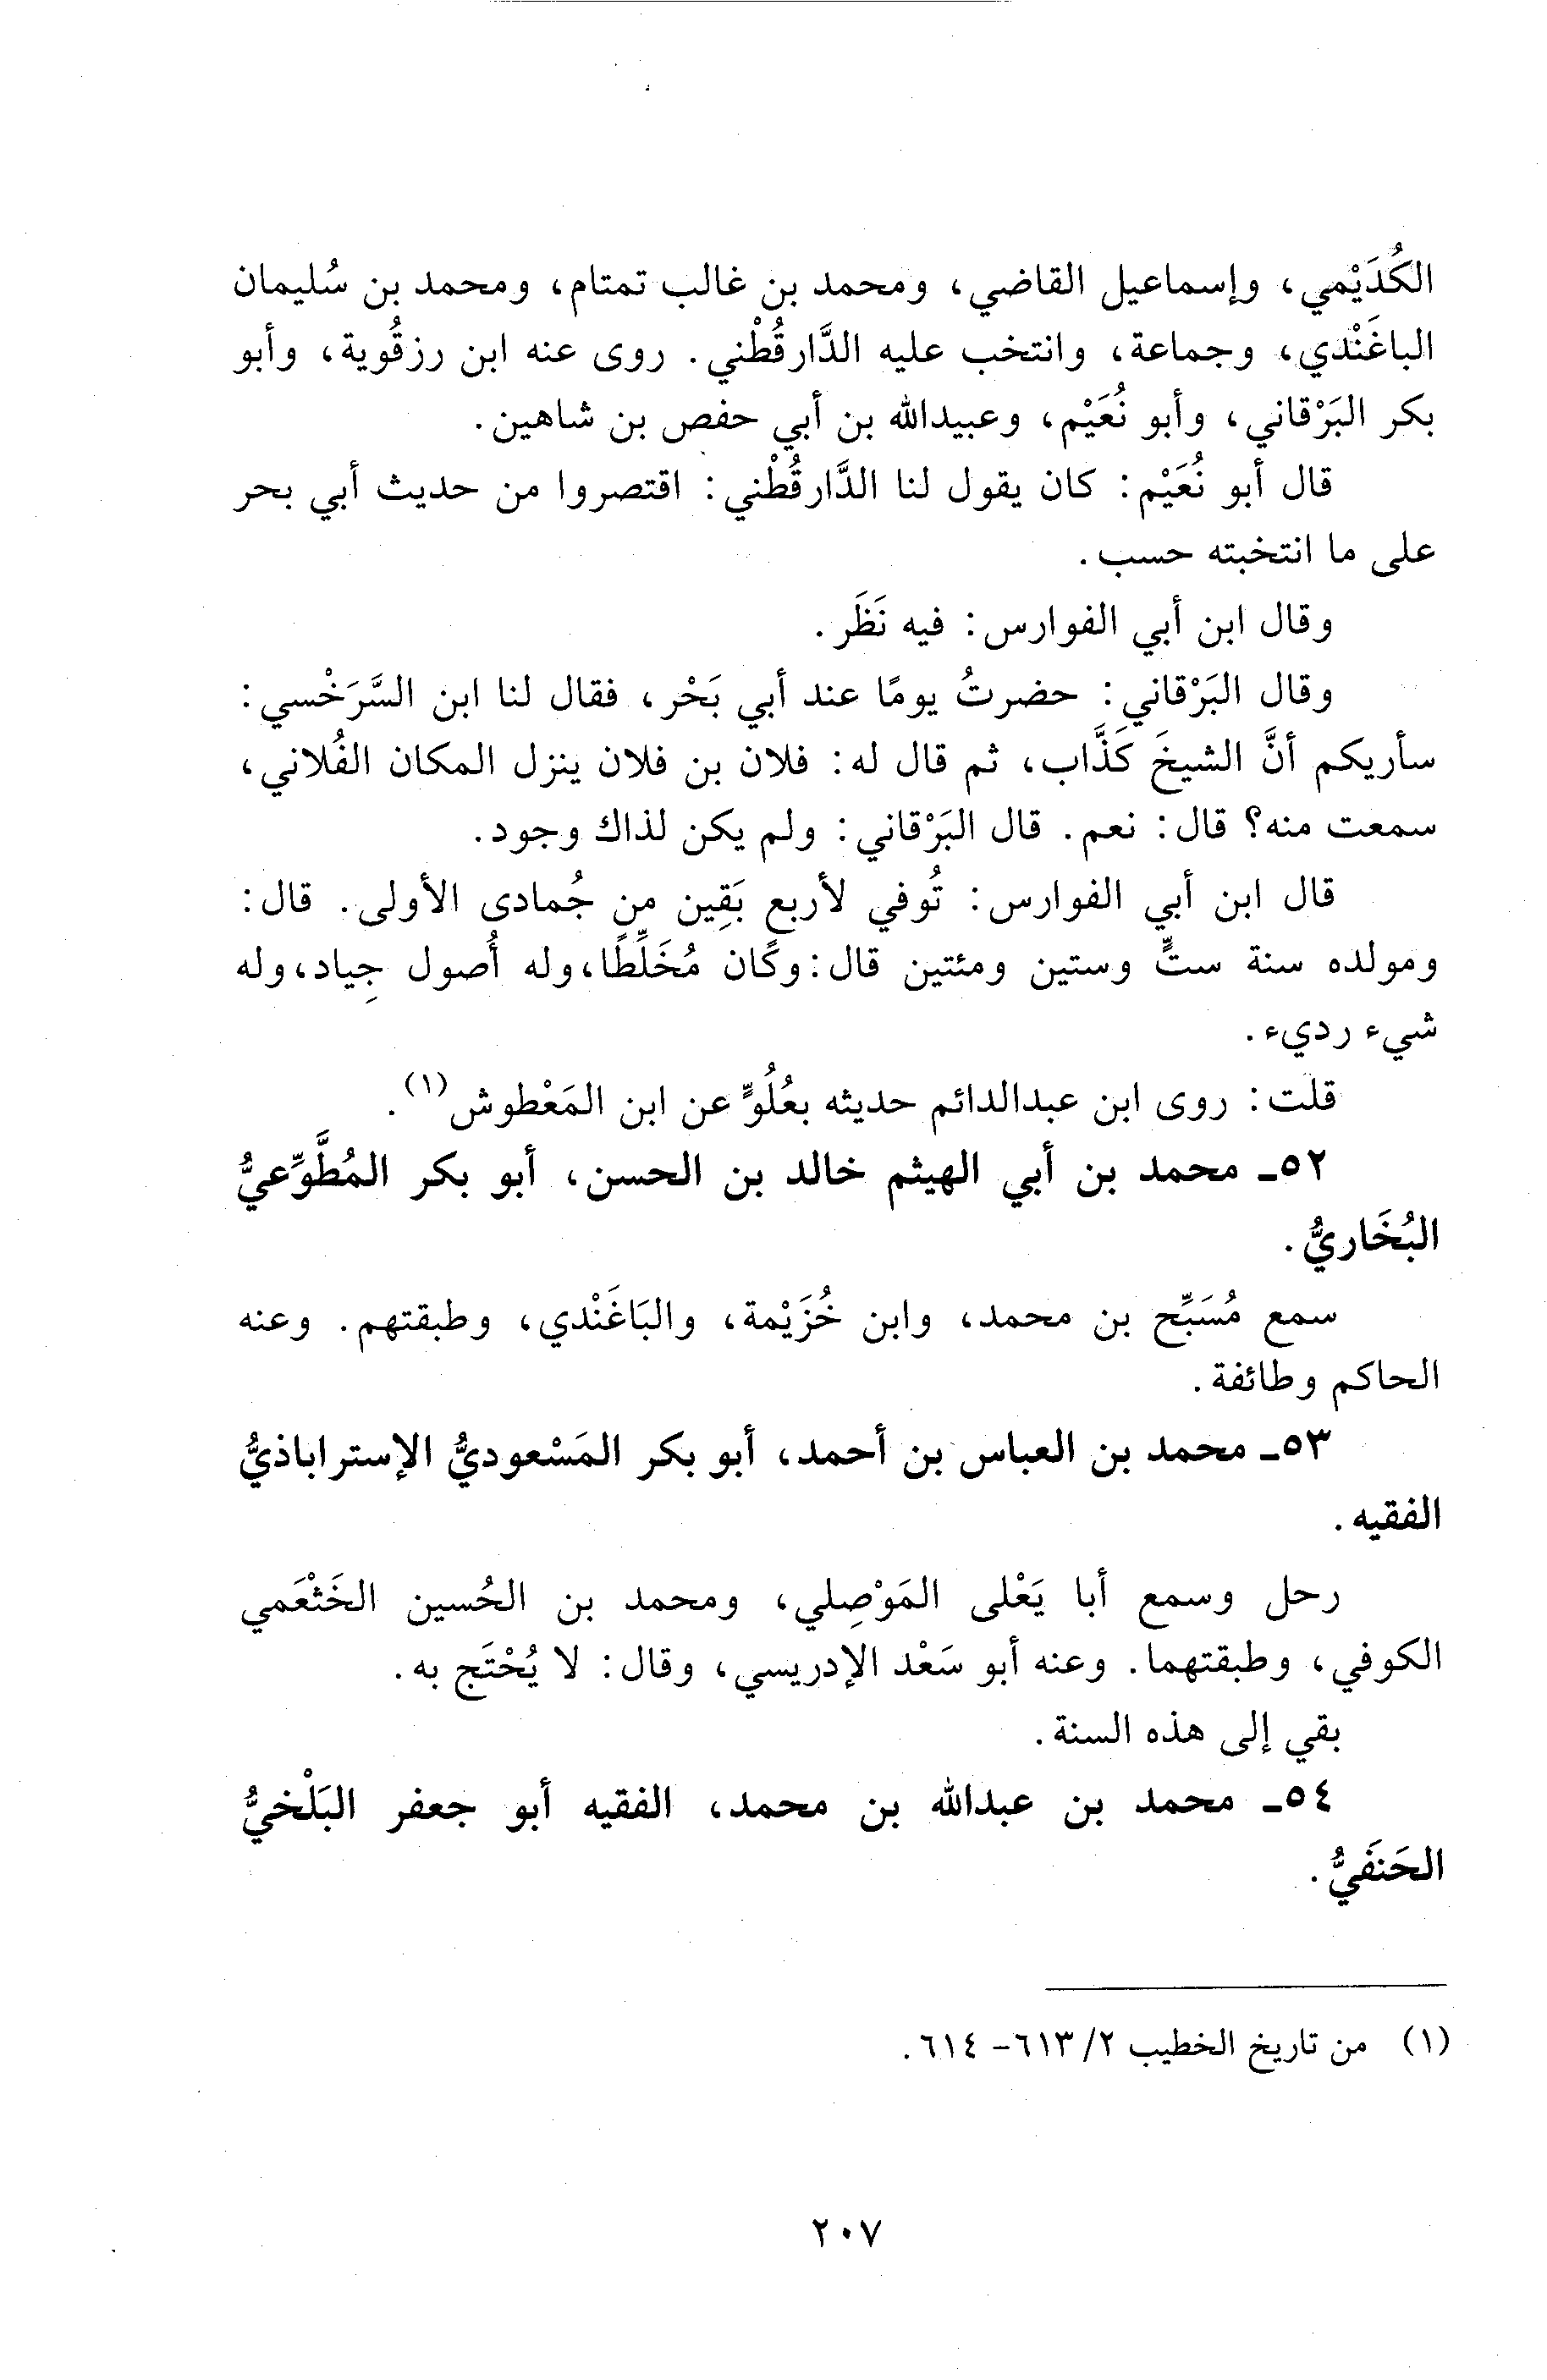 الكُدَيْمي، وإسماعيل القاضي، ومحمد بن غالب تمتام، ومحمد بن سُليمان
الباغَنْدي، وجماعة، وانتخب عليه الدَّارقُطْني. روى عنه ابن رزقُوية، وأبو
بكر البَرْقاني، وأبو نُعَيْم، وعبيدالله بن أبي حفص بن شاهين.
قال أبو نُعَيْم: كان يقول لنا الدَّارقُطْني: اقتصروا من حديث أبي بحر
على ما انتخبته حسب.
وقال ابن أبي الفوارس: فيه نَظَر.
وقال البَرْقاني: حضرتُ يومًا عند أبي بَحْر، فقال لنا ابن السَّرَخْسي:
سأريكم أنَّ الشيخَ كَذَّاب، ثم قال له: فلان بن فلان ينزل المكان الفُلاني،
سمعت منه؟ قال: نعم. قال البَرْقاني: ولم يكن لذاك وجود.
قال ابن أبي الفوارس: تُوفي لأربع بَقِين من جُمادى الأولى. قال:
ومولده سنة ستٍّ وستين ومئتين قال: وكان مُخَلِّطًا، وله أُصول جِياد، وله
شيء رديء.
قلت: روى ابن عبدالدائم حديثه بعُلُوٍّ عن ابن المَعْطوش(١).
٥٢- محمد بن أبي الهيثم خالد بن الحسن، أبو بكر المُطَّوِّعيُّ
البُخَاريُّ.
سمع مُسَبِّح بن محمد، وابن خُزَيْمة، والبَاغَنْدي، وطبقتهم. وعنه
الحاكم وطائفة.
٥٣- محمد بن العباس بن أحمد، أبو بكر المَسْعوديُّ الإستراباذيُّ
الفقيه.
رحل وسمع أبا يَعْلى المَوْصِلي، ومحمد بن الحُسين الخَثْعَمي
الكوفي، وطبقتهما. وعنه أبو سَعْد الإدريسي، وقال: لا يُحْتَج به.
بقي إلى هذه السنة.
٥٤- محمد بن عبدالله بن محمد، الفقيه أبو جعفر البَلْخيُّ
الحَنفَيُّ.
(١) من تاريخ الخطيب ٢/ ٦١٣- ٦١٤.
٢٠٧